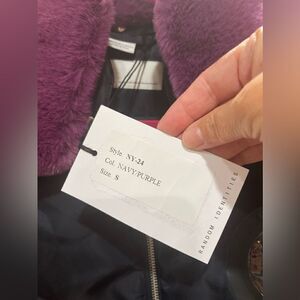 Style. NY-24
Col. NAVY/PURPLE
Size. S
RANDOM IDENTITIES